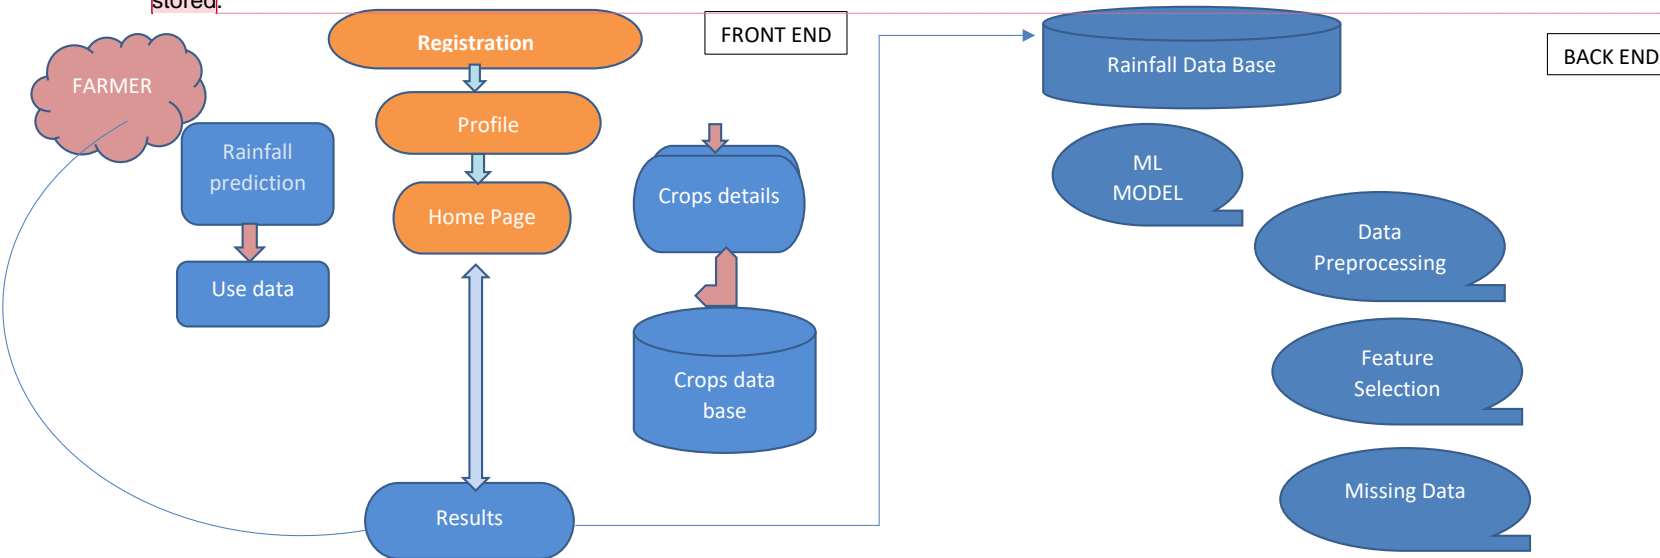 stored.
Registration
FRONT END
Rainfall Data Base
BACK END
FARMER
Profile
Rainfall
prediction
Crops details
Home Page
ML
MODEL
Data
Preprocessing
Use data
Feature
Selection
Crops data
base
Missing Data
Results